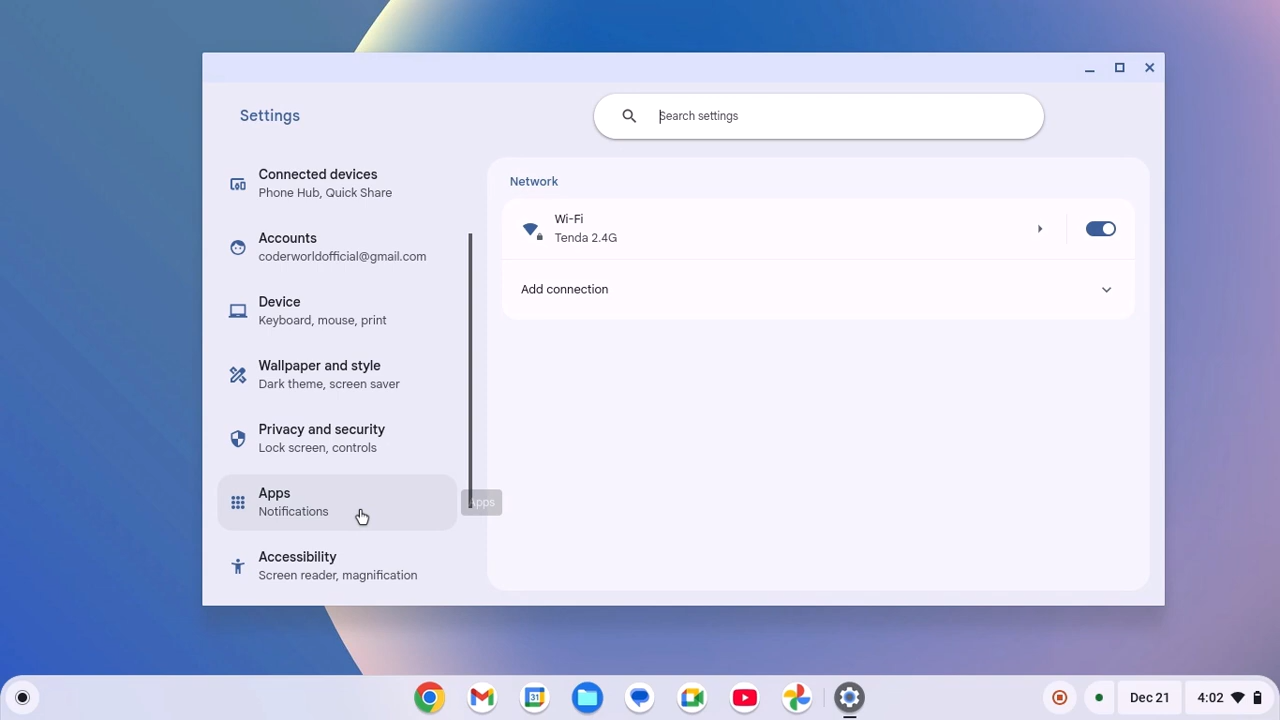 Settings
Search settings
Connected devices
Phone Hub, Quick Share
Accounts
coderworldofficial@gmail.com
Device
Keyboard, mouse, print
Wallpaper and style
Dark theme, screen saver
Privacy and security
Lock screen, controls
Apps
Notifications
Apps
Accessibility
Screen reader, magnification
Network
Wi-Fi
Tenda 2.4G
Add connection
31
Dec 21
4:02